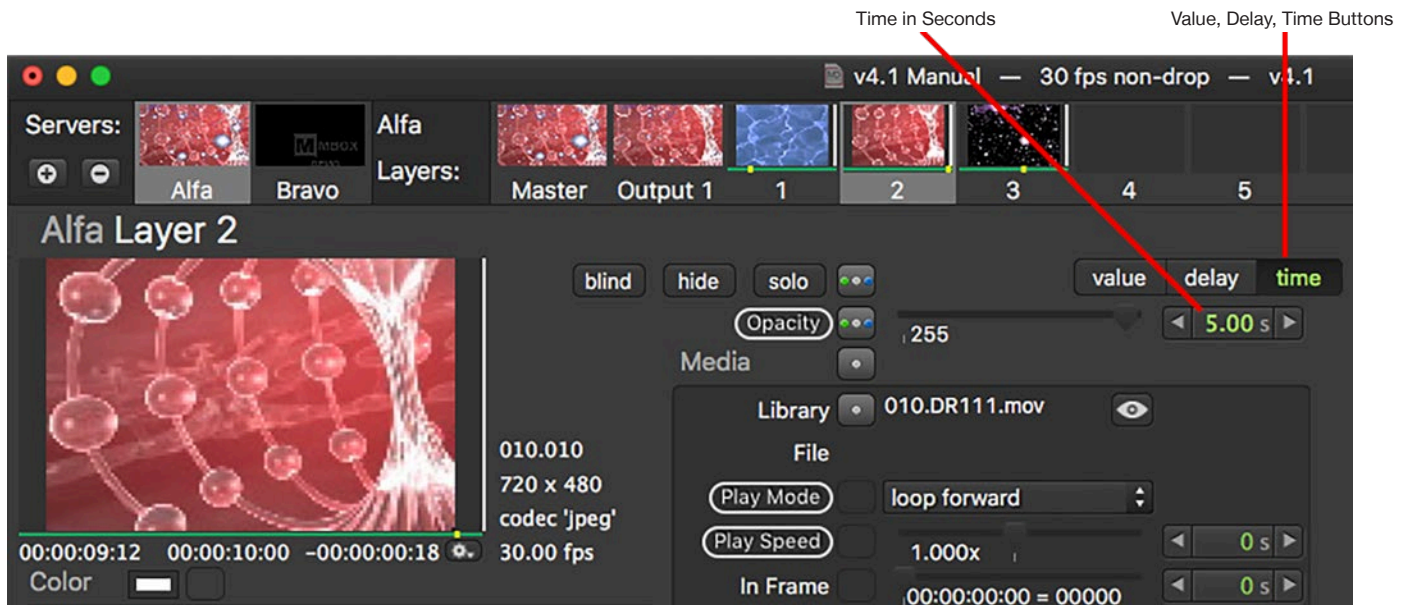 Time in Seconds
Value, Delay, Time Buttons
v4.1 Manual — 30 fps non-drop — v4.1
Servers:
Alfa
Bravo
MBOX
Alfa
Layers:
Master
Output 1
1
2
3
4
5
Alfa Layer 2
blind
hide
solo
value
delay
time
Opacity
255
5.00 s
Media
Library
010.DR111.mov
File
010.010
720 x 480
codec 'jpeg'
30.00 fps
Play Mode
loop forward
Play Speed
1.000x
0 s
In Frame
00:00:00:00 = 00000
0 s
00:00:09:12
00:00:10:00
-00:00:00:18
Color